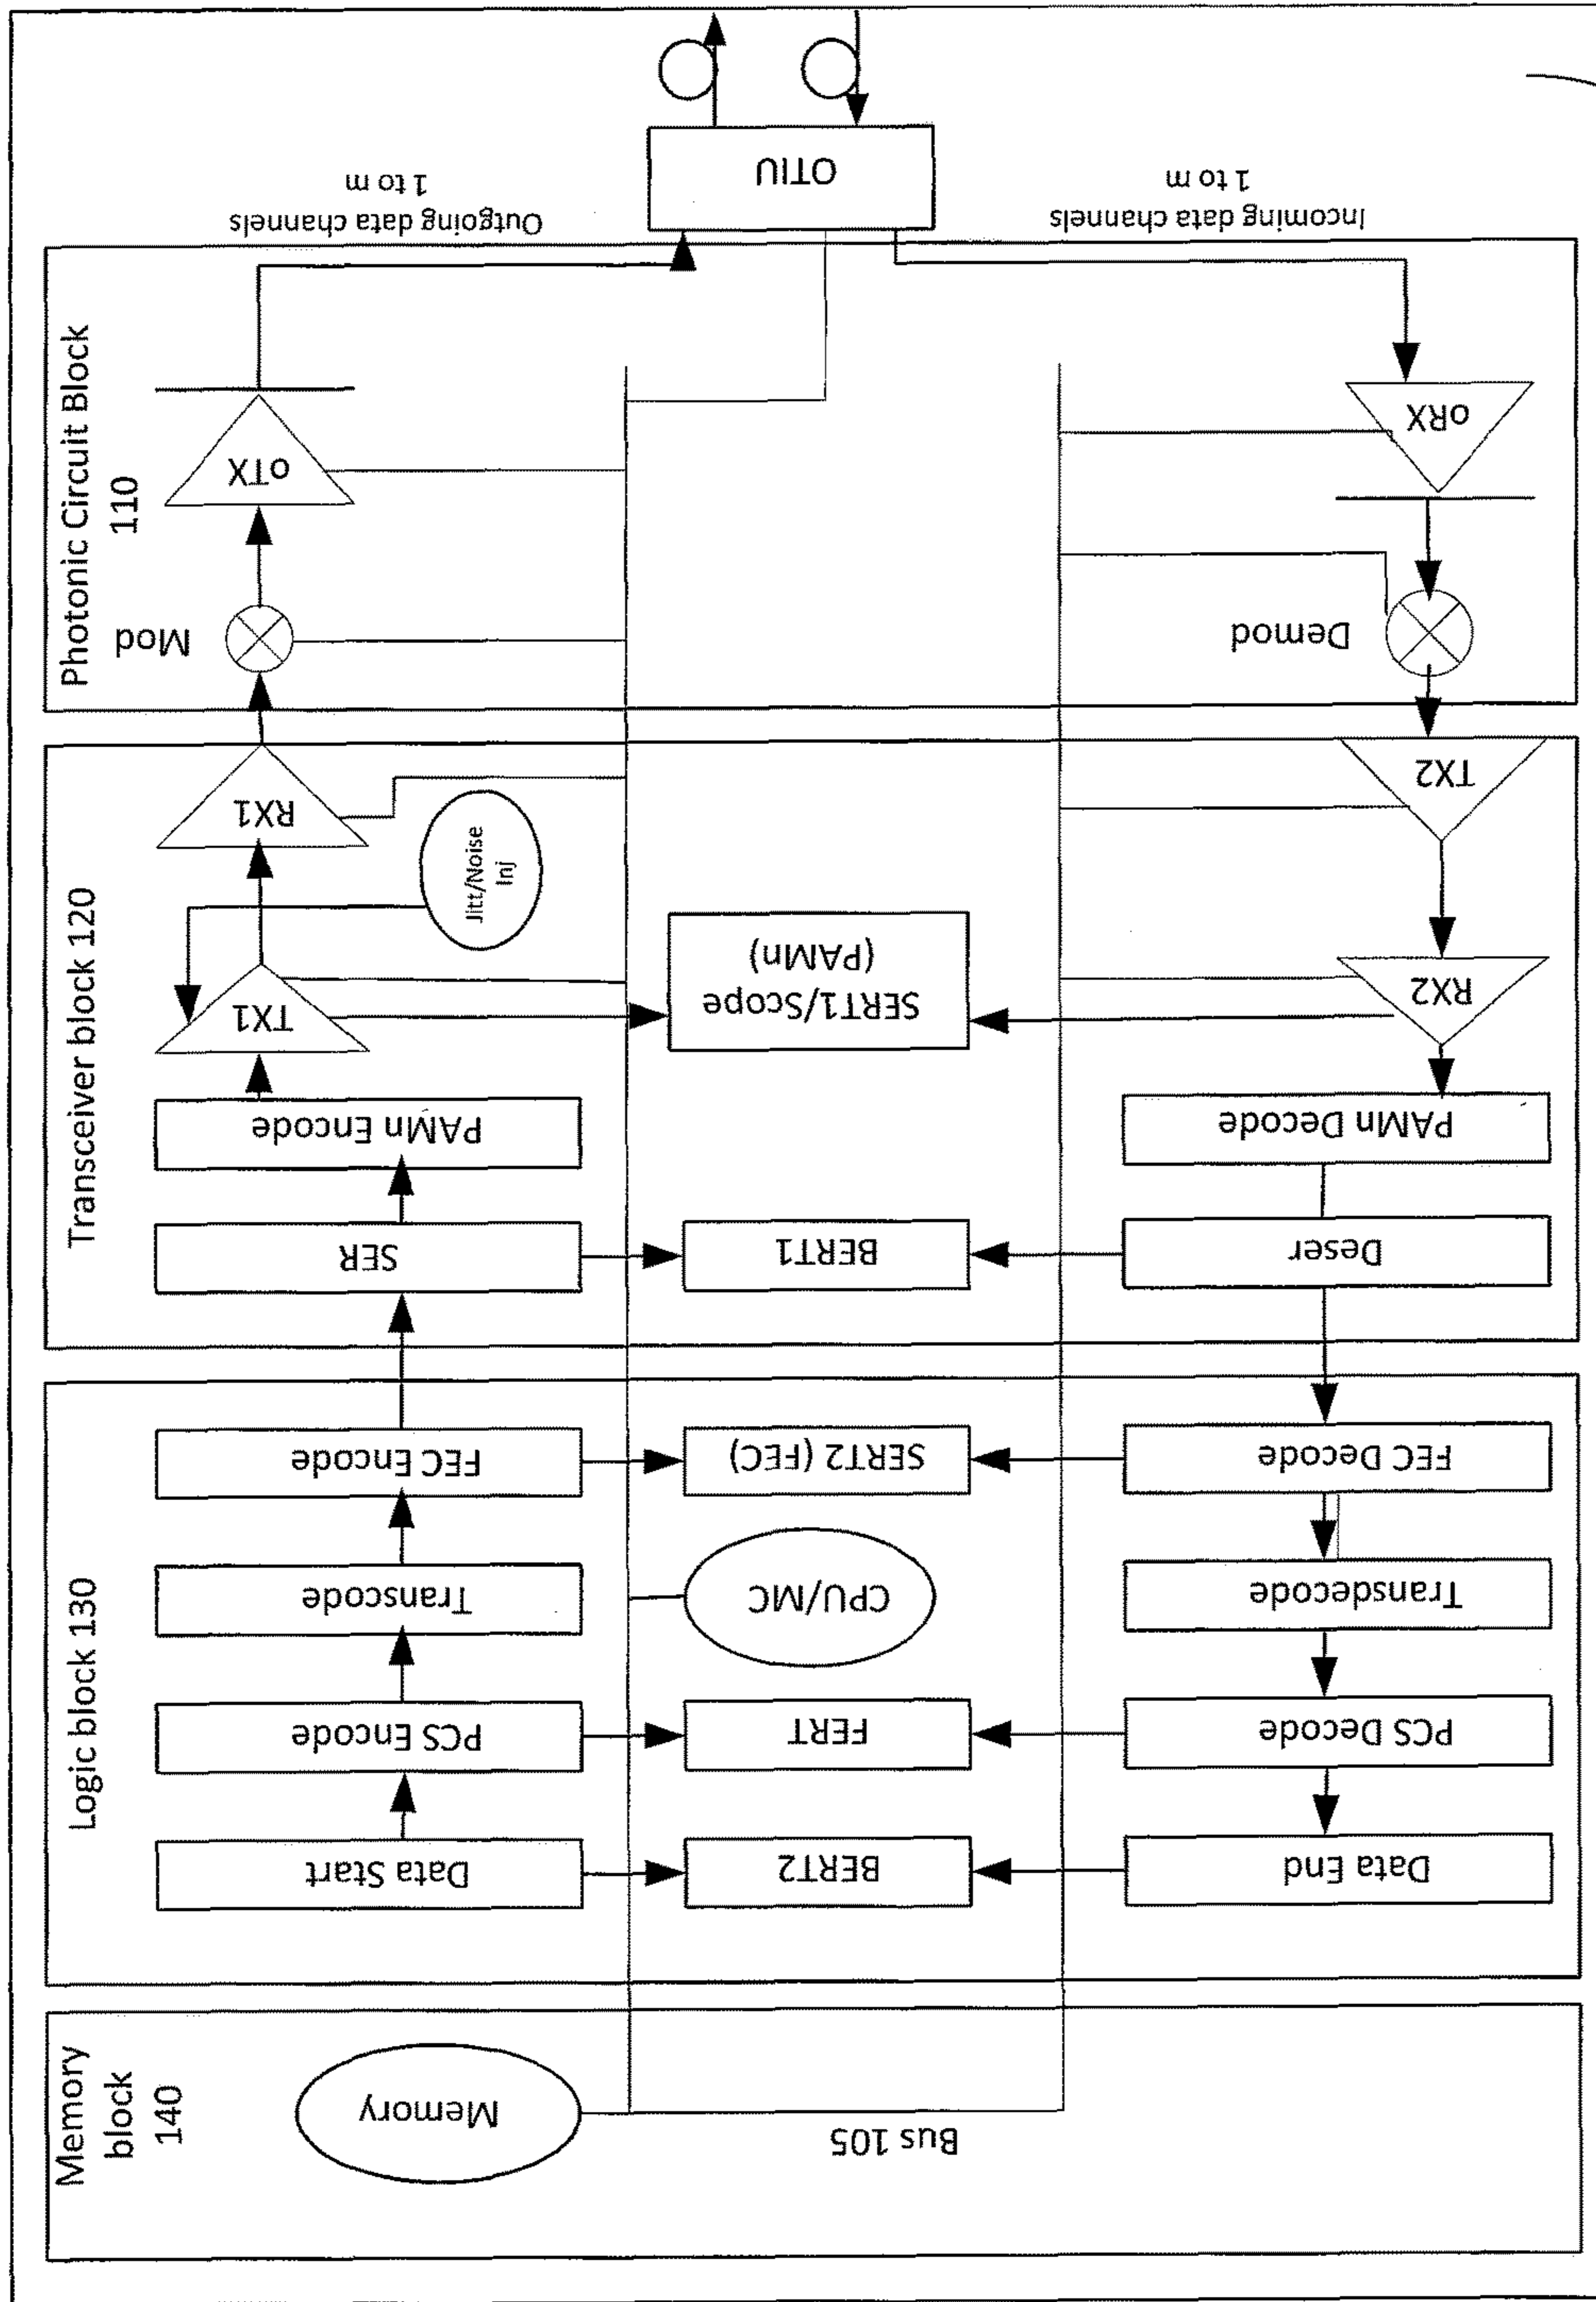 Outgoing data channels
1 to m
OTIU
Incoming data channels
1 to m
Photonic Circuit Block
110
oTX
Mod
oRX
Demod
Transceiver block 120
RX1
Jitt/Noise
Inj
TX1
SERT1/Scope
(PAMn)
TX2
RX2
PAMn Encode
PAMn Decode
SER
BERT1
Deser
Logic block 130
FEC Encode
SERT2 (FEC)
FEC Decode
Transcode
CPU/MC
Transdecode
PCS Encode
FERT
PCS Decode
Data Start
BERT2
Data End
Memory
block
140
Memory
Bus 105